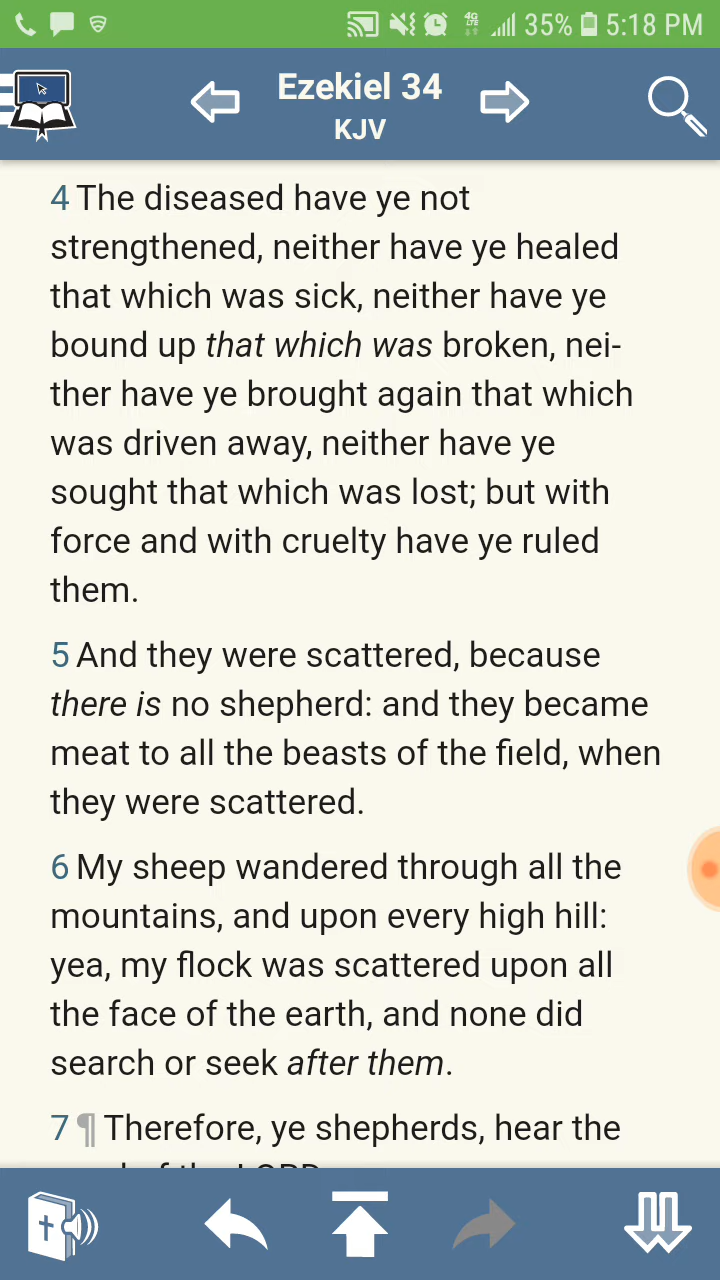 4G
LTE
35%
5:18 PM
Ezekiel 34
KJV
4 The diseased have ye not
strengthened, neither have ye healed
that which was sick, neither have ye
bound up that which was broken, nei-
ther have ye brought again that which
was driven away, neither have ye
sought that which was lost; but with
force and with cruelty have ye ruled
them.
5 And they were scattered, because
there is no shepherd: and they became
meat to all the beasts of the field, when
they were scattered.
6 My sheep wandered through all the
mountains, and upon every high hill:
yea, my flock was scattered upon all
the face of the earth, and none did
search or seek after them.
7 ¶ Therefore, ye shepherds, hear the